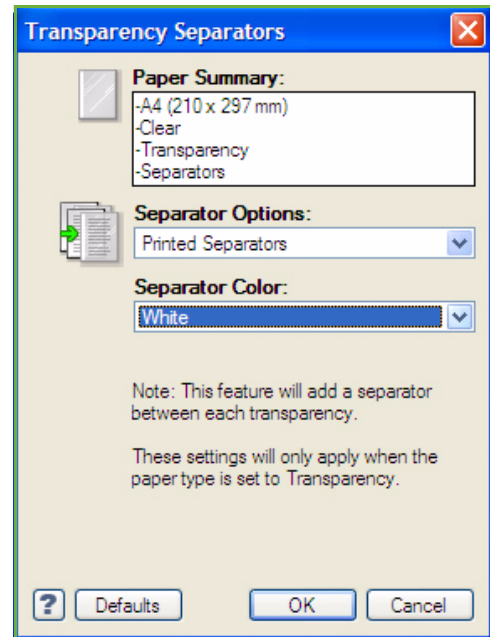 Transparency Separators
Paper Summary:
-A4 (210 x 297 mm)
-Clear
-Transparency
-Separators
Separator Options:
Printed Separators
Separator Color:
White
Note: This feature will add a separator
between each transparency.
These settings will only apply when the
paper type is set to Transparency.
? Defaults OK Cancel